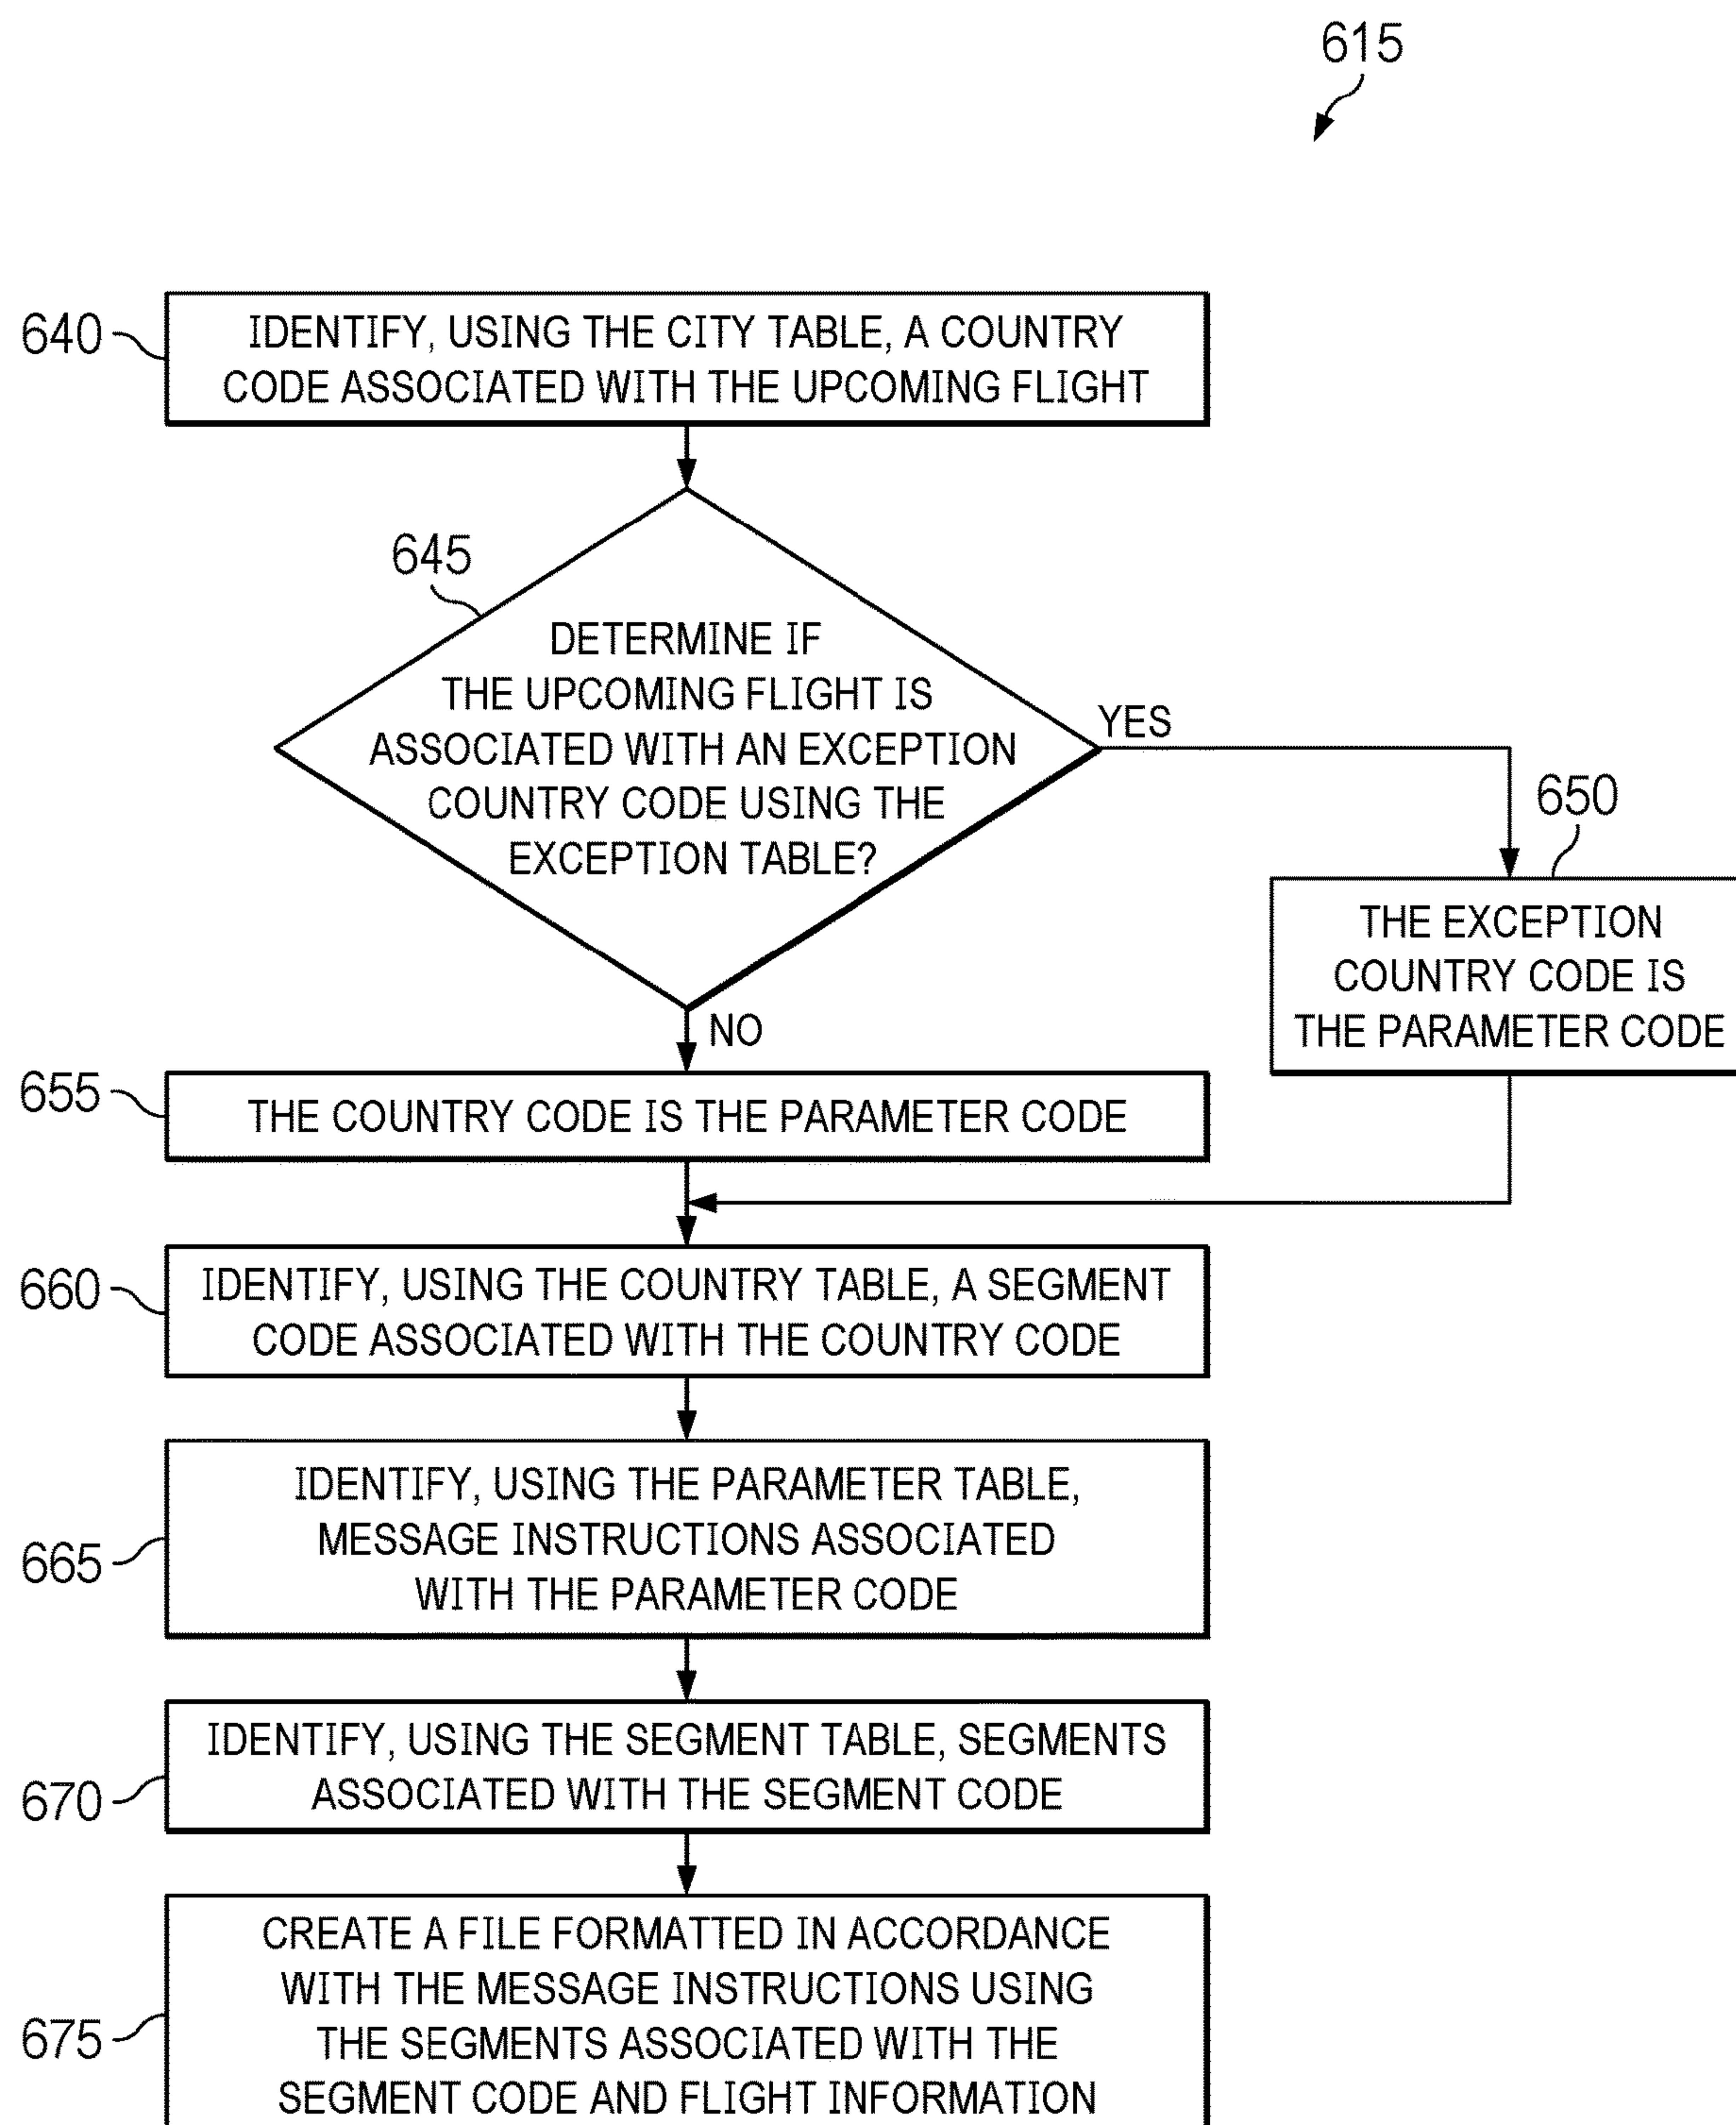 615
640
IDENTIFY, USING THE CITY TABLE, A COUNTRY
CODE ASSOCIATED WITH THE UPCOMING FLIGHT
645
DETERMINE IF
THE UPCOMING FLIGHT IS
ASSOCIATED WITH AN EXCEPTION
COUNTRY CODE USING THE
EXCEPTION TABLE?
YES
650
THE EXCEPTION
COUNTRY CODE IS
THE PARAMETER CODE
NO
655
THE COUNTRY CODE IS THE PARAMETER CODE
660
IDENTIFY, USING THE COUNTRY TABLE, A SEGMENT
CODE ASSOCIATED WITH THE COUNTRY CODE
665
IDENTIFY, USING THE PARAMETER TABLE,
MESSAGE INSTRUCTIONS ASSOCIATED
WITH THE PARAMETER CODE
670
IDENTIFY, USING THE SEGMENT TABLE, SEGMENTS
ASSOCIATED WITH THE SEGMENT CODE
675
CREATE A FILE FORMATTED IN ACCORDANCE
WITH THE MESSAGE INSTRUCTIONS USING
THE SEGMENTS ASSOCIATED WITH THE
SEGMENT CODE AND FLIGHT INFORMATION